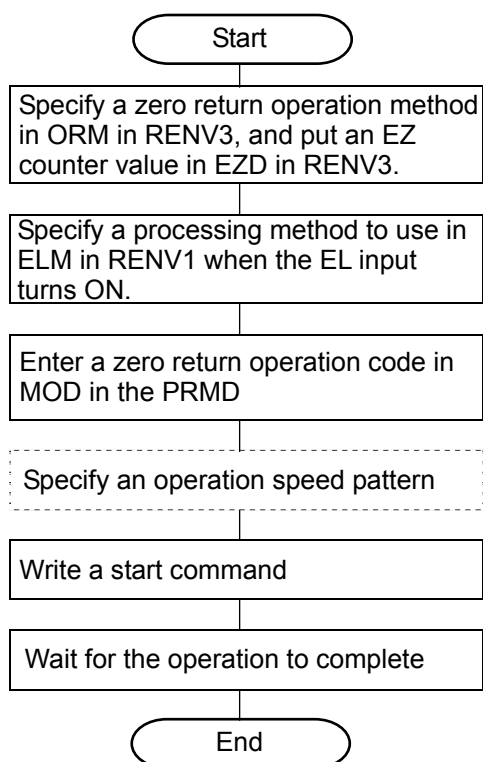 Start
Specify a zero return operation method
in ORM in RENV3, and put an EZ
counter value in EZD in RENV3.
Specify a processing method to use in
ELM in RENV1 when the EL input
turns ON.
Enter a zero return operation code in
MOD in the PRMD
Specify an operation speed pattern
Write a start command
Wait for the operation to complete
End